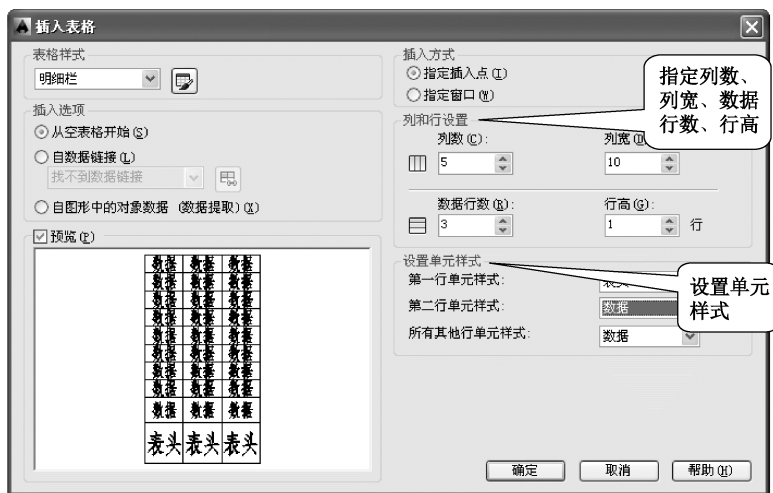 插入表格
表格样式
明细栏
插入选项
从空表格开始(S)
自数据链接(L)
找不到数据链接
自图形中的对象数据 (数据提取)(X)
预览(P)
数据 数据 数据
数据 数据 数据
数据 数据 数据
数据 数据 数据
数据 数据 数据
数据 数据 数据
数据 数据 数据
数据 数据 数据
数据 数据 数据
表头 表头 表头
插入方式
指定插入点(I)
指定窗口(W)
列和行设置
列数(C):
列宽
5
10
数据行数(R):
行高(G):
3
1
行
设置单元样式
第一行单元样式:
第二行单元样式:
数据
所有其他行单元样式:
数据
确定
取消
帮助(H)
指定列数、
列宽、数据
行数、行高
设置单元
样式